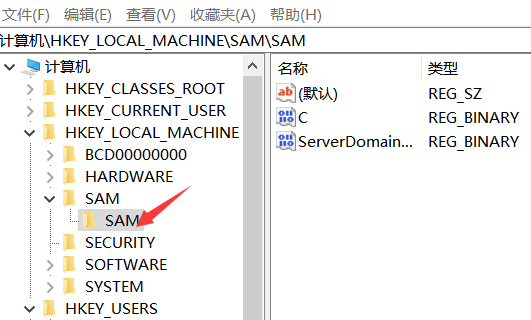 文件(F) 编辑(E) 查看(V) 收藏夹(A) 帮助(H)
计算机\HKEY_LOCAL_MACHINE\SAM\SAM
计算机
HKEY_CLASSES_ROOT
HKEY_CURRENT_USER
HKEY_LOCAL_MACHINE
BCD00000000
HARDWARE
SAM
SAM
SECURITY
SOFTWARE
SYSTEM
HKEY_USERS
名称 类型
ab (默认) REG_SZ
C REG_BINARY
ServerDomain... REG_BINARY